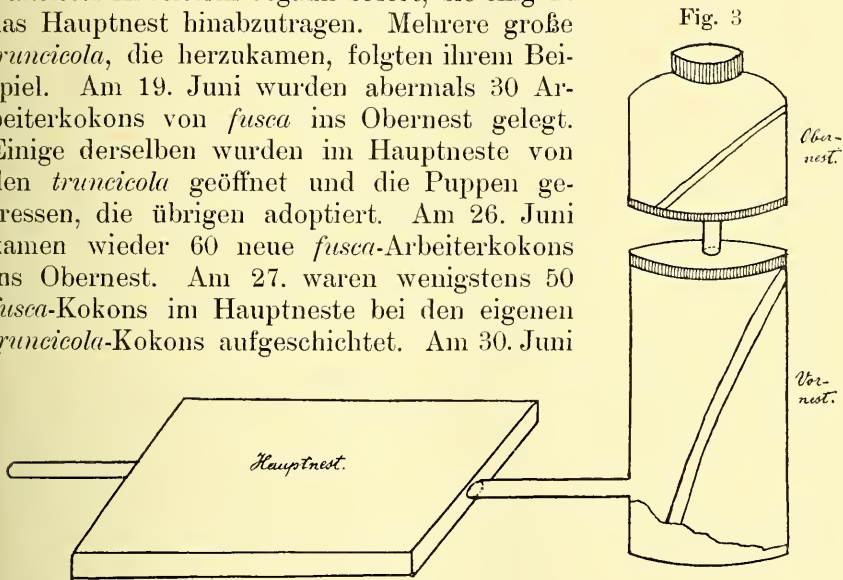 das Hauptnest hinabzutragen. Mehrere große
truncicola, die herzukamen, folgten ihrem Bei-
spiel. Am 19. Juni wurden abermals 30 Ar-
beiterkokons von fusca ins Obernest gelegt.
Einige derselben wurden im Hauptneste von
den truncicola geöffnet und die Puppen ge-
fressen, die übrigen adoptiert. Am 26. Juni
kamen wieder 60 neue fusca-Arbeiterkokons
ins Obernest. Am 27. waren wenigstens 50
fusca-Kokons im Hauptneste bei den eigenen
truncicola-Kokons aufgeschichtet. Am 30. Juni
Fig. 3
Ober-
nest.
Vor-
nest.
Hauptnest.